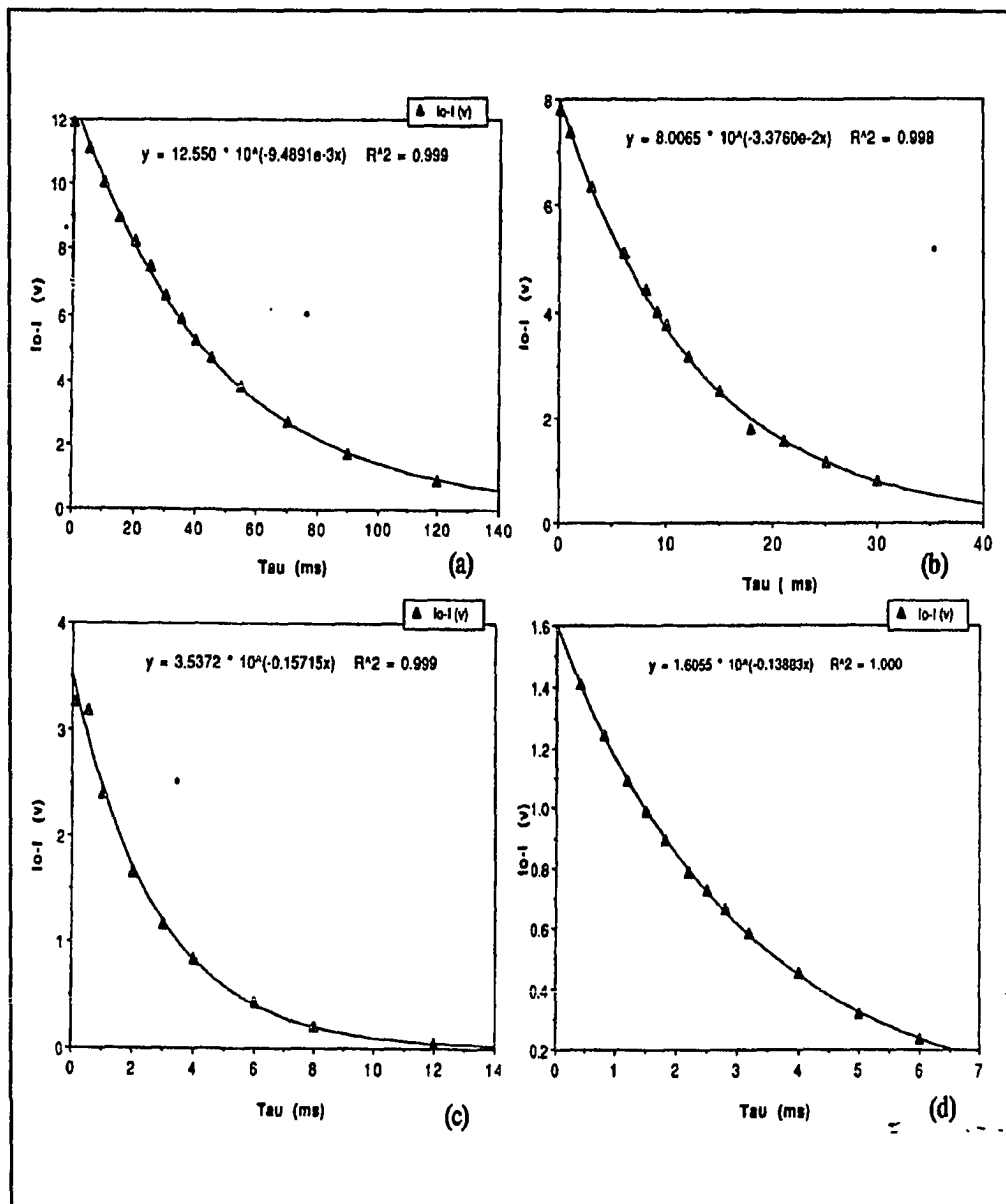 Io-I (v)
12
y = 12.550 * 10^(-9.4891e-3x) R^2 = 0.999
10
8
6
4
2
0
Io-I (v)
0 20 40 60 80 100 120 140
Tau (ms)
(a)
8
y = 8.0065 * 10^(-3.3760e-2x) R^2 = 0.998
6
4
2
0
Io-I (v)
0 10 20 30 40
Tau ( ms)
(b)
Io-I (v)
4
y = 3.5372 * 10^(-0.15715x) R^2 = 0.999
3
2
1
0
Io-I (v)
0 2 4 6 8 10 12 14
Tau (ms)
(c)
Io-I (v)
1.6
y = 1.6055 * 10^(-0.13883x) R^2 = 1.000
1.4
1.2
1.0
0.8
0.6
0.4
0.2
Io-I (v)
0 1 2 3 4 5 6 7
Tau (ms)
(d)